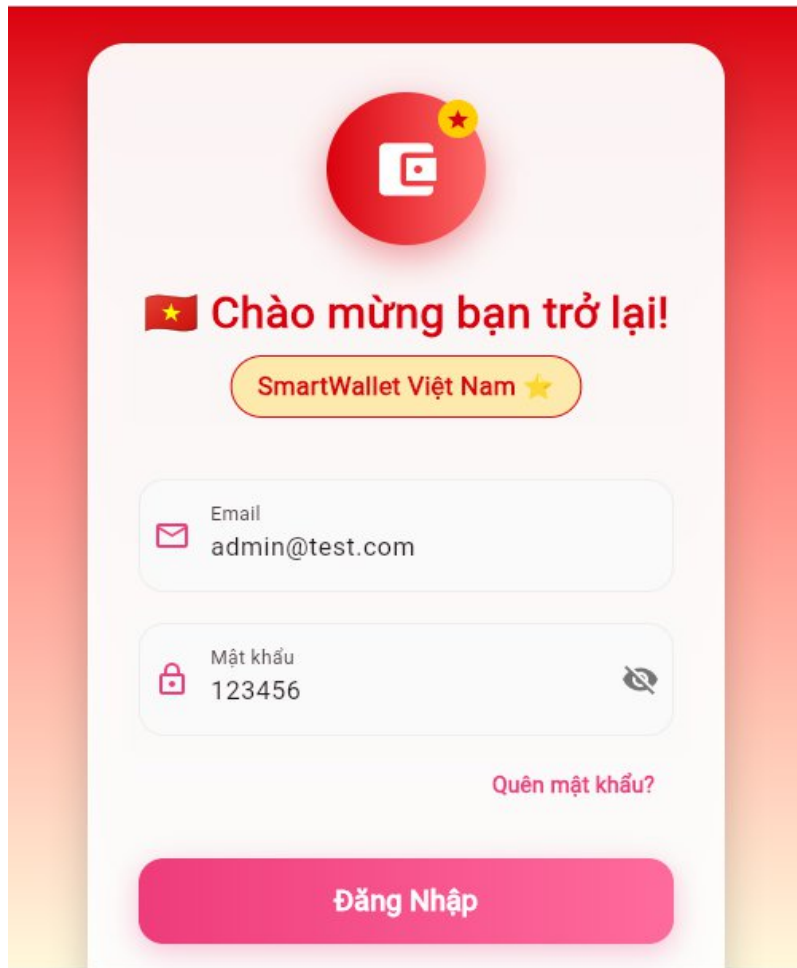 🇻🇳 Chào mừng bạn trở lại!
SmartWallet Việt Nam ⭐
Email
admin@test.com
Mật khẩu
123456
Quên mật khẩu?
Đăng Nhập